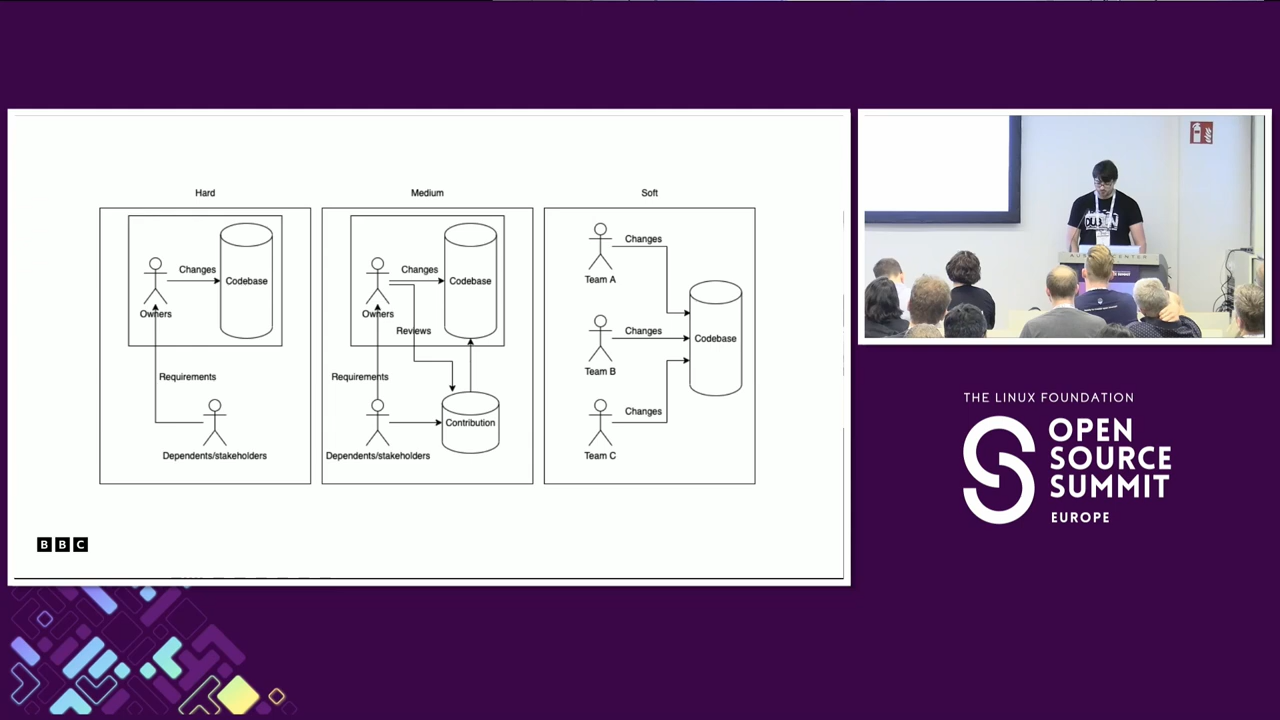 Hard
Medium
Soft
Changes
Codebase
Owners
Requirements
Dependents/stakeholders
Changes
Codebase
Owners
Reviews
Requirements
Contribution
Dependents/stakeholders
Changes
Team A
Changes
Team B
Codebase
Changes
Team C
BBC
THE LINUX FOUNDATION
OPEN
SOURCE
SUMMIT
EUROPE